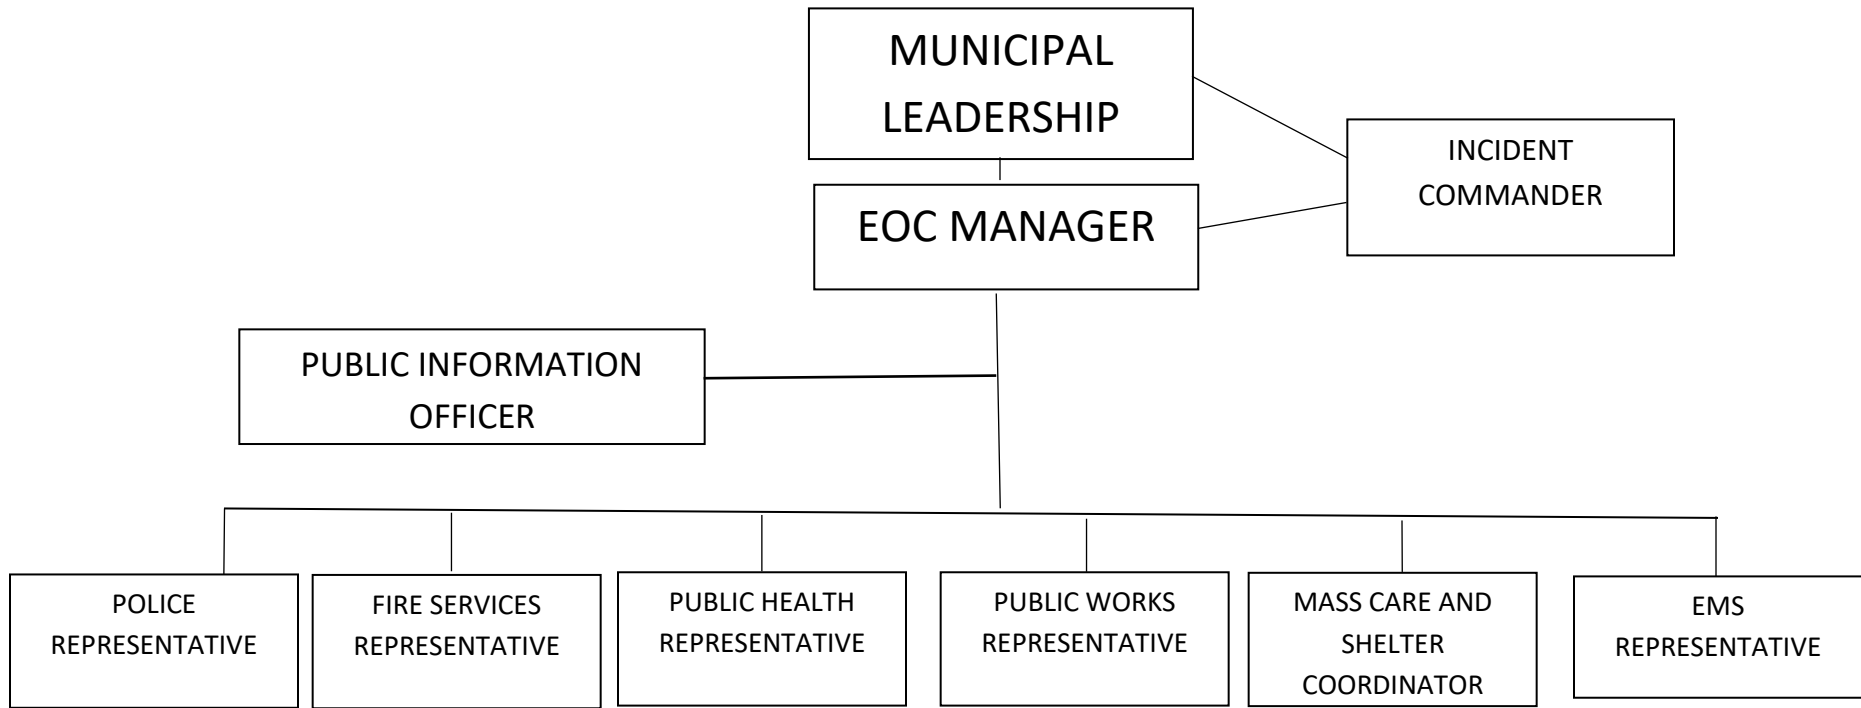 MUNICIPAL
LEADERSHIP
INCIDENT
COMMANDER
EOC MANAGER
PUBLIC INFORMATION
OFFICER
POLICE
REPRESENTATIVE
FIRE SERVICES
REPRESENTATIVE
PUBLIC HEALTH
REPRESENTATIVE
PUBLIC WORKS
REPRESENTATIVE
MASS CARE AND
SHELTER
COORDINATOR
EMS
REPRESENTATIVE